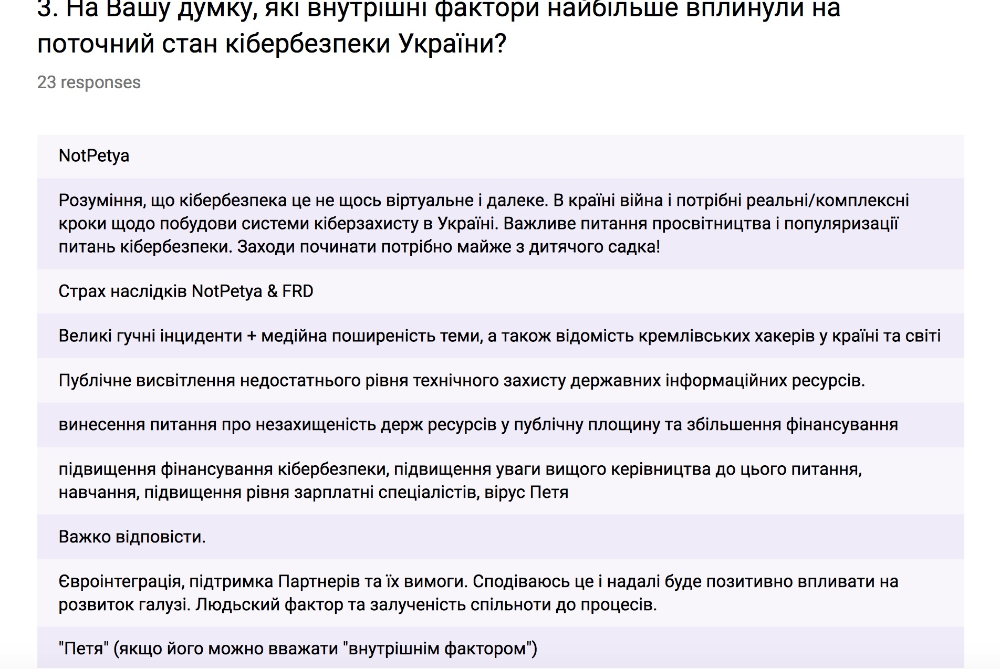 3. На Вашу думку, які внутрішні фактори найбільше вплинули на
поточний стан кібербезпеки України?
23 responses
NotPetya
Розуміння, що кібербезпека це не щось віртуальне і далеке. В країні війна і потрібні реальні/комплексні
кроки щодо побудови системи кіберзахисту в Україні. Важливе питання просвітництва і популяризації
питань кібербезпеки. Заходи починати потрібно майже з дитячого садка!
Страх наслідків NotPetya & FRD
Великі гучні інциденти + медійна поширеність теми, а також відомість кремлівських хакерів у країні та світі
Публічне висвітлення недостатнього рівня технічного захисту державних інформаційних ресурсів.
винесення питання про незахищеність держ ресурсів у публічну площину та збільшення фінансування
підвищення фінансування кібербезпеки, підвищення уваги вищого керівництва до цього питання,
навчання, підвищення рівня зарплатні спеціалістів, вірус Петя
Важко відповісти.
Євроінтеграція, підтримка Партнерів та їх вимоги. Сподіваюсь це і надалі буде позитивно впливати на
розвиток галузі. Людьский фактор та залученість спільноти до процесів.
"Петя" (якщо його можно вважати "внутрішнім фактором")